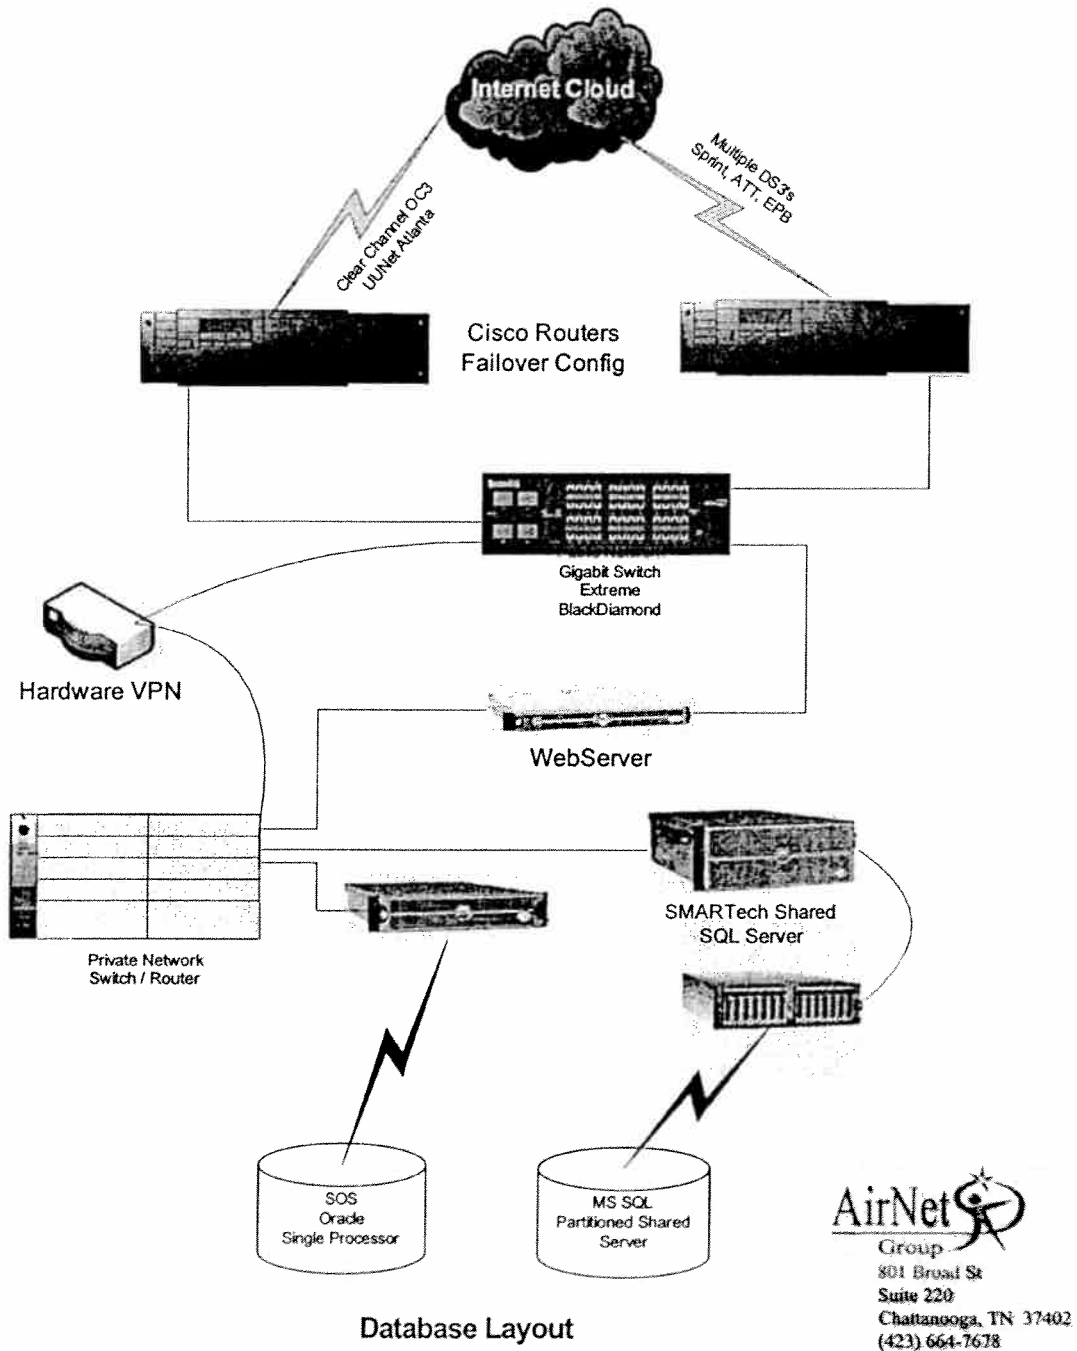 Internet Cloud
Multiple DS3's
Sprint, ATT, EPB
Clear Channel OC3
UUNet Atlanta
Cisco Routers
Failover Config
Gigabit Switch
Extreme
BlackDiamond
Hardware VPN
WebServer
SMARTech Shared
SQL Server
Private Network
Switch / Router
SOS
Oracle
Single Processor
MS SQL
Partitioned Shared
Server
AirNet
Group
801 Broad St
Suite 220
Chattanooga, TN 37402
(423) 664-7678
Database Layout